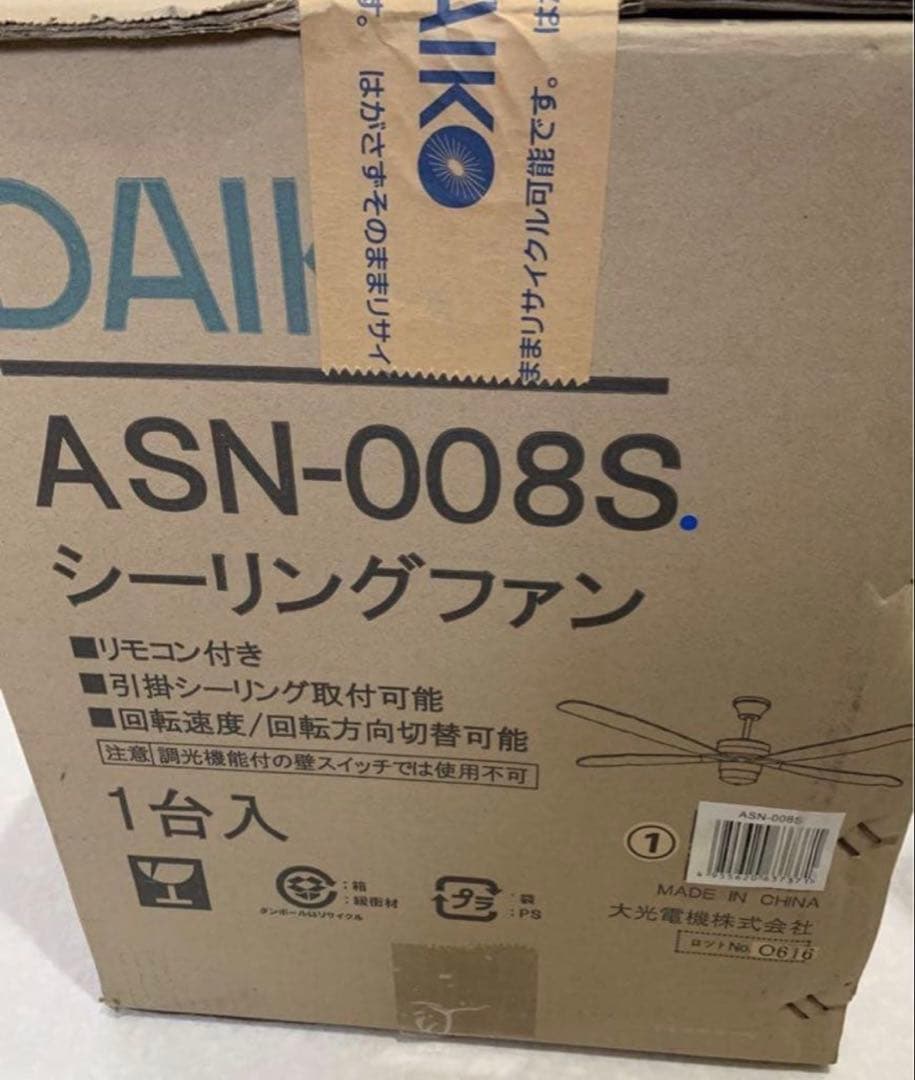 す。 はがさずそのままリサイ
AIKO
は
ままリサイクル可能です。
DAIK
ASN-008S
シーリングファン
■リモコン付き
■引掛シーリング取付可能
■回転速度/回転方向切替可能
注意 調光機能付の壁スイッチでは使用不可
1台入
:箱
:緩衝材
ダンボールはリサイクル
プラ
:袋
:PS
①
ASN-008S
MADE IN CHINA
大光電機株式会社
ロットNo. 0616